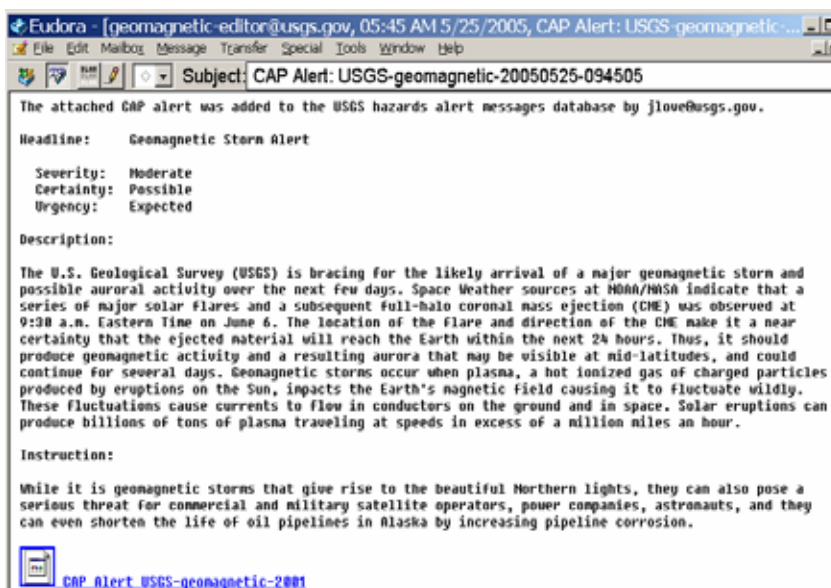 Eudora - [geomagnetic-editor@usgs.gov, 05:45 AM 5/25/2005, CAP Alert: USGS-geomagnetic-...
File Edit Mailbox Message Transfer Special Tools Window Help
Subject: CAP Alert: USGS-geomagnetic-20050525-094505
The attached CAP alert was added to the USGS hazards alert messages database by jlove@usgs.gov.
Headline: Geomagnetic Storm Alert
Severity: Moderate
Certainty: Possible
Urgency: Expected
Description:
The U.S. Geological Survey (USGS) is bracing for the likely arrival of a major geomagnetic storm and
possible auroral activity over the next few days. Space Weather sources at NOAA/NASA indicate that a
series of major solar flares and a subsequent full-halo coronal mass ejection (CME) was observed at
9:30 a.m. Eastern Time on June 6. The location of the flare and direction of the CME make it a near
certainty that the ejected material will reach the Earth within the next 24 hours. Thus, it should
produce geomagnetic activity and a resulting aurora that may be visible at mid-latitudes, and could
continue for several days. Geomagnetic storms occur when plasma, a hot ionized gas of charged particles
produced by eruptions on the Sun, impacts the Earth's magnetic field causing it to fluctuate wildly.
These fluctuations cause currents to flow in conductors on the ground and in space. Solar eruptions can
produce billions of tons of plasma traveling at speeds in excess of a million miles an hour.
Instruction:
While it is geomagnetic storms that give rise to the beautiful Northern lights, they can also pose a
serious threat for commercial and military satellite operators, power companies, astronauts, and they
can even shorten the life of oil pipelines in Alaska by increasing pipeline corrosion.
CAP Alert USGS-geomagnetic-2001